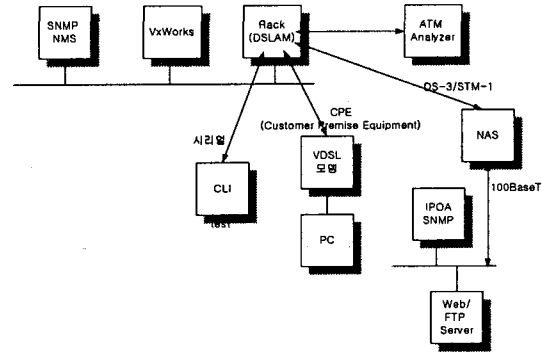 SNMP
NMS
VxWorks
Rack
(DSLAM)
ATM
Analyzer
DS-3/STM-1
CPE
(Customer Premise Equipment)
시리얼
CLI
test
VDSL
모뎀
PC
NAS
100BaseT
IPOA
SNMP
Web/
FTP
Server